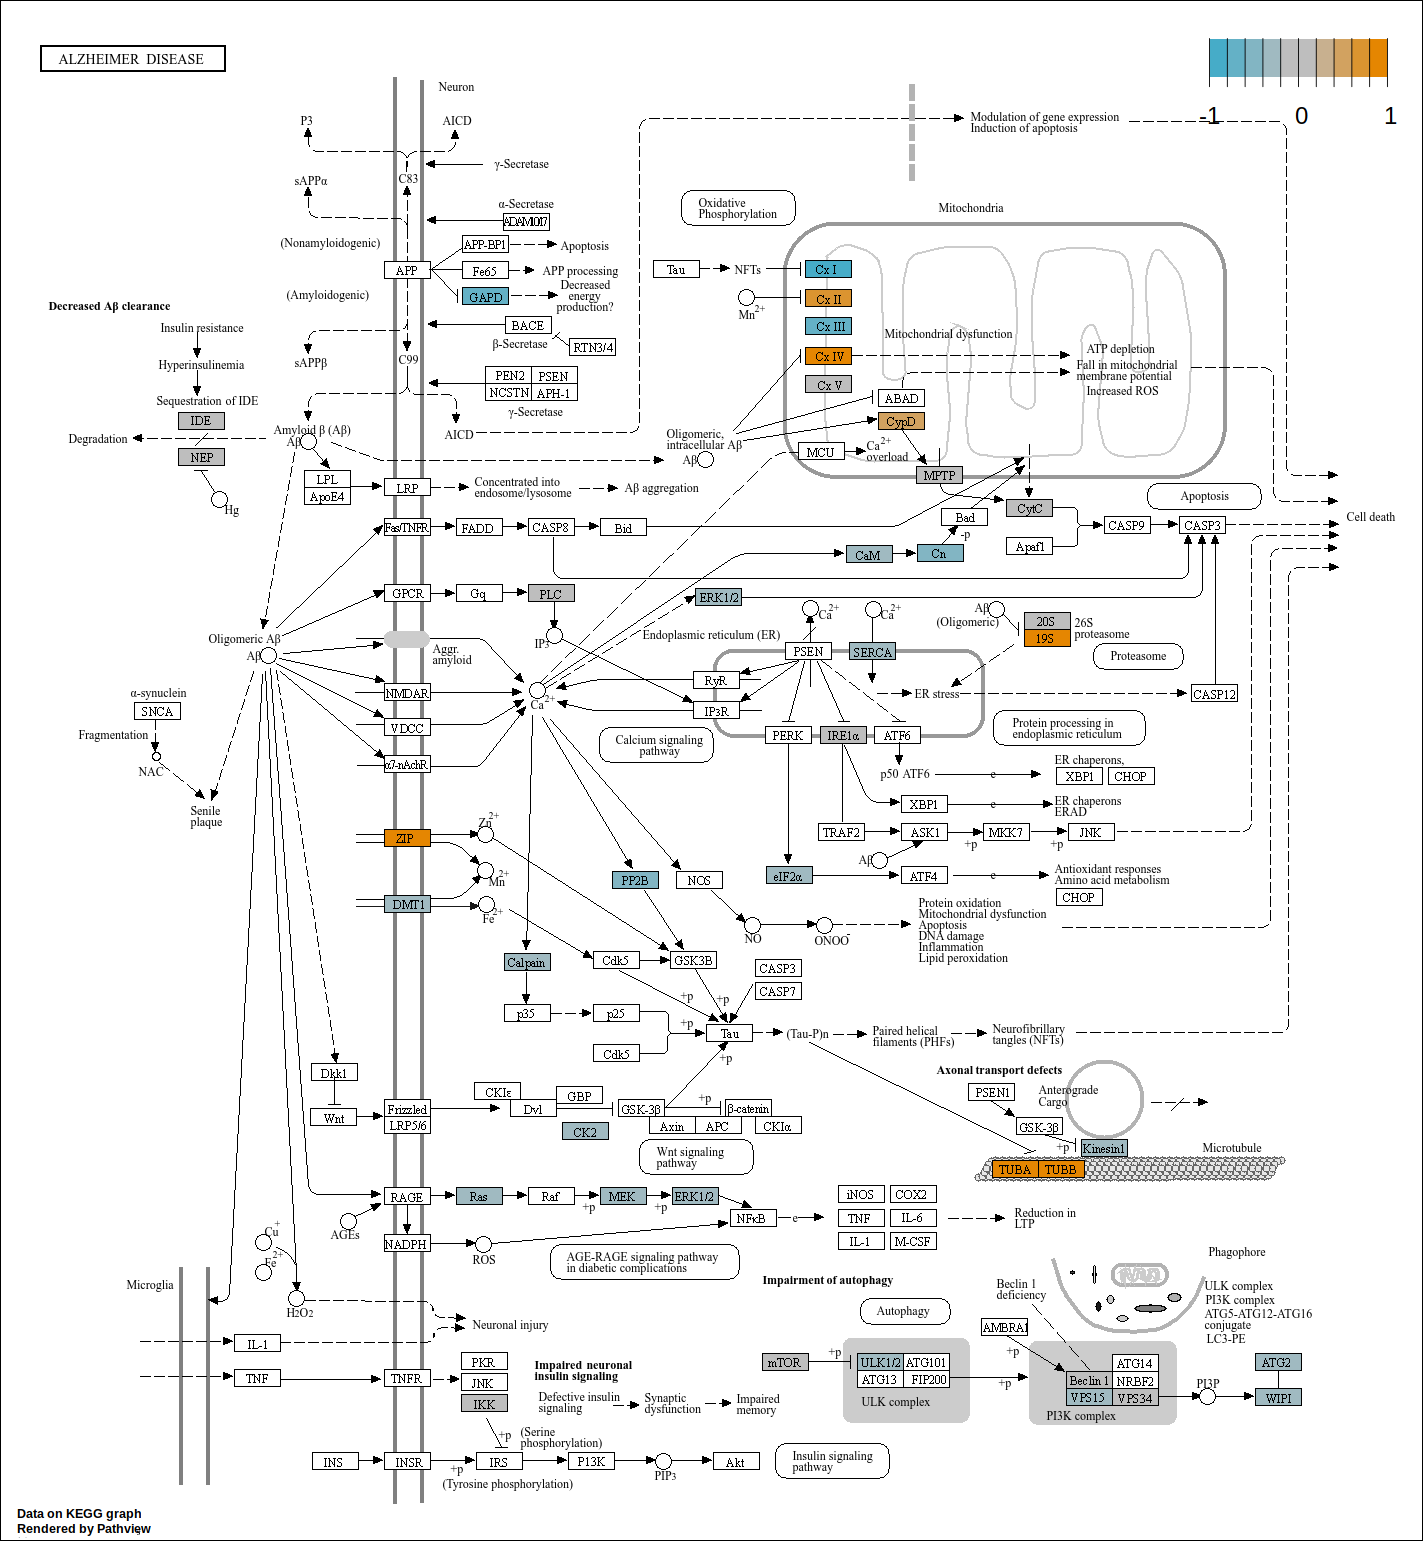 ALZHEIMER DISEASE
-1
0
1
Neuron
P3
AICD
Modulation of gene expression
Induction of apoptosis
γ-Secretase
sAPPα
C83
α-Secretase
ADAM1017
Oxidative
Phosphorylation
Mitochondria
(Nonamyloidogenic)
APP-BP1
Apoptosis
APP
Fe65
APP processing
Tau
NFTs
Cx I
(Amyloidogenic)
GAPD
Decreased
energy
production?
Cx II
Mn2+
Decreased Aβ clearance
Insulin resistance
BACE
β-Secretase
RTN3/4
Cx III
Mitochondrial dysfunction
Hyperinsulinemia
sAPPβ
C99
Cx IV
ATP depletion
Fall in mitochondrial
membrane potential
Increased ROS
PEN2
PSEN
NCSTN
APH-1
γ-Secretase
Cx V
ABAD
Sequestration of IDE
IDE
CypD
Degradation
Amyloid β (Aβ)
Aβ
AICD
Oligomeric,
intracellular Aβ
Aβ
MCU
Ca2+
overload
NEP
Hg
LPL
ApoE4
LRP
Concentrated into
endosome/lysosome
Aβ aggregation
MPTP
Apoptosis
CytC
Bad
-p
Cell death
Fas/TNFR
FADD
CASP8
Bid
Apaf1
CASP9
CASP3
CaM
Cn
GPCR
Gq
PLC
ERK1/2
IP3
Ca2+
Ca2+
Aβ
(Oligomeric)
20S
19S
26S
proteasome
Oligomeric Aβ
Aβ
Aggr.
amyloid
Endoplasmic reticulum (ER)
PSEN
SERCA
Proteasome
RyR
NMDAR
Ca2+
ER stress
CASP12
α-synuclein
SNCA
IP3R
Fragmentation
NAC
VDCC
Calcium signaling
pathway
PERK
IRE1α
ATF6
Protein processing in
endoplasmic reticulum
α7-nAchR
p50 ATF6
e
ER chaperons,
XBP1
CHOP
Senile
plaque
XBP1
e
ER chaperons
ERAD
ZIP
Zn2+
TRAF2
ASK1
+p
MKK7
+p
JNK
Mn2+
Aβ
PP2B
NOS
eIF2α
ATF4
e
Antioxidant responses
Amino acid metabolism
CHOP
DMT1
Fe2+
NO
ONOO-
Protein oxidation
Mitochondrial dysfunction
Apoptosis
DNA damage
Inflammation
Lipid peroxidation
Calpain
Cdk5
GSK3B
CASP3
CASP7
+p
+p
p35
p25
+p
Tau
(Tau-P)n
Paired helical
filaments (PHFs)
Neurofibrillary
tangles (NFTs)
Cdk5
+p
Dkk1
Axonal transport defects
PSEN1
Anterograde
Cargo
Wnt
Frizzled
LRP5/6
CKIε
Dvl
GBP
GSK-3β
+p
β-catenin
Axin
APC
CKIα
CK2
GSK-3β
+p
Kinesin1
Microtubule
Wnt signaling
pathway
TUBA
TUBB
RAGE
Ras
Raf
+p
MEK
+p
ERK1/2
NFκB
e
iNOS
COX2
TNF
IL-6
IL-1
M-CSF
Reduction in
LTP
AGEs
NADPH
ROS
Cu+
Fe2+
AGE-RAGE signaling pathway
in diabetic complications
Phagophore
Microglia
H2O2
Impairment of autophagy
Beclin 1
deficiency
ULK complex
PI3K complex
ATG5-ATG12-ATG16
conjugate
LC3-PE
Autophagy
AMBRA1
+p
Neuronal injury
IL-1
TNF
TNFR
PKR
JNK
IKK
Impaired neuronal
insulin signaling
Defective insulin
signaling
Synaptic
dysfunction
Impaired
memory
mTOR
+p
ULK1/2
ATG101
ATG13
FIP200
ULK complex
+p
ATG14
Beclin 1
NRBF2
VPS15
VPS34
PI3K complex
PI3P
ATG2
WIPI
+p
(Serine
phosphorylation)
INS
INSR
+p
IRS
P13K
PIP3
Akt
(Tyrosine phosphorylation)
Insulin signaling
pathway
Data on KEGG graph
Rendered by Pathview